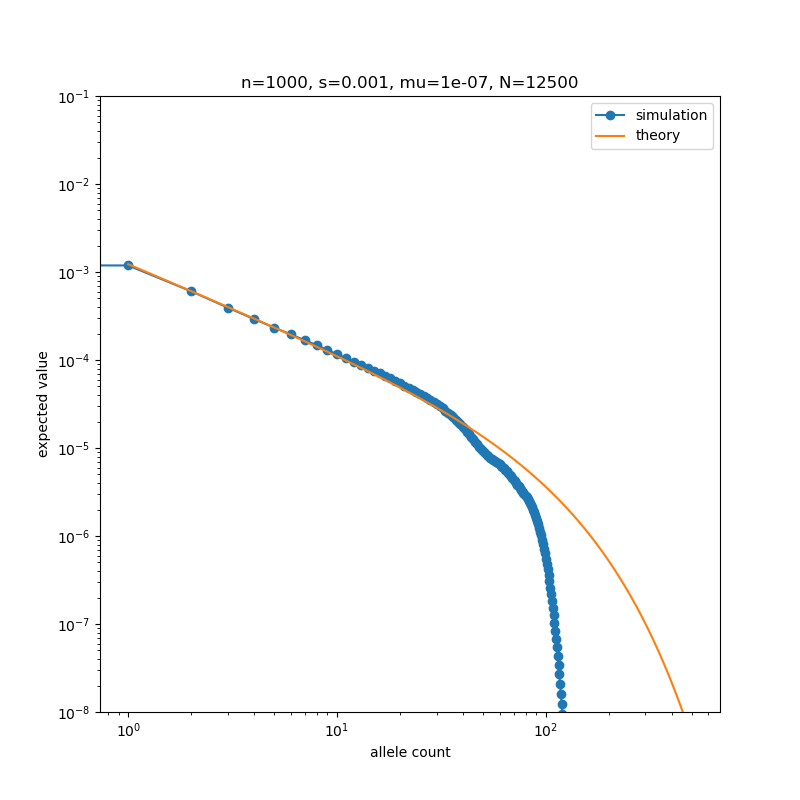 n=1000, s=0.001, mu=1e-07, N=12500
simulation
theory
10⁻¹
10⁻²
10⁻³
10⁻⁴
10⁻⁵
10⁻⁶
10⁻⁷
10⁻⁸
expected value
10⁰ 10¹ 10²
allele count